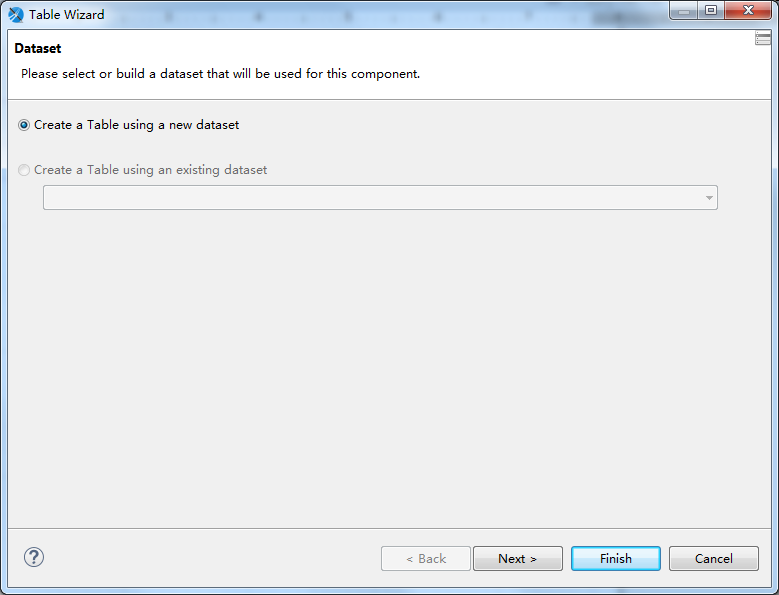 Table Wizard
Dataset
Please select or build a dataset that will be used for this component.
Create a Table using a new dataset
Create a Table using an existing dataset
?
< Back
Next >
Finish
Cancel